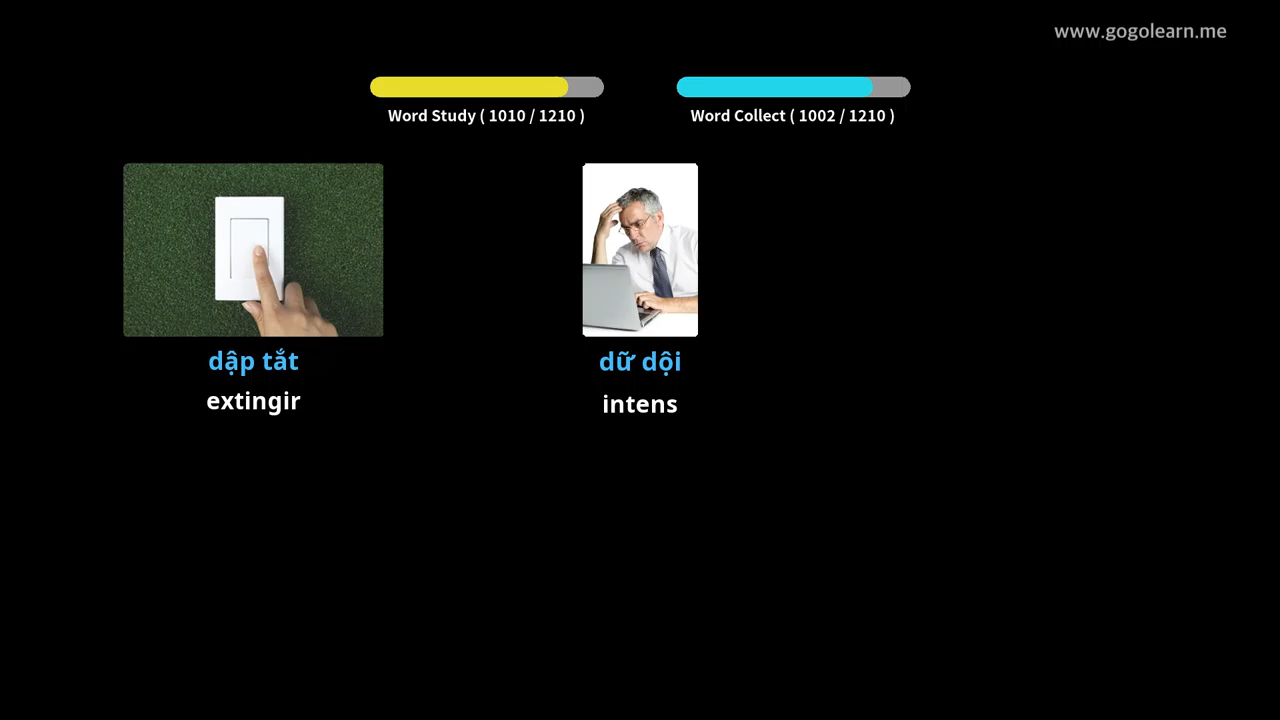 www.gogolearn.me
Word Study ( 1010 / 1210 )
Word Collect ( 1002 / 1210 )
dập tắt
extingir
dữ dội
intens